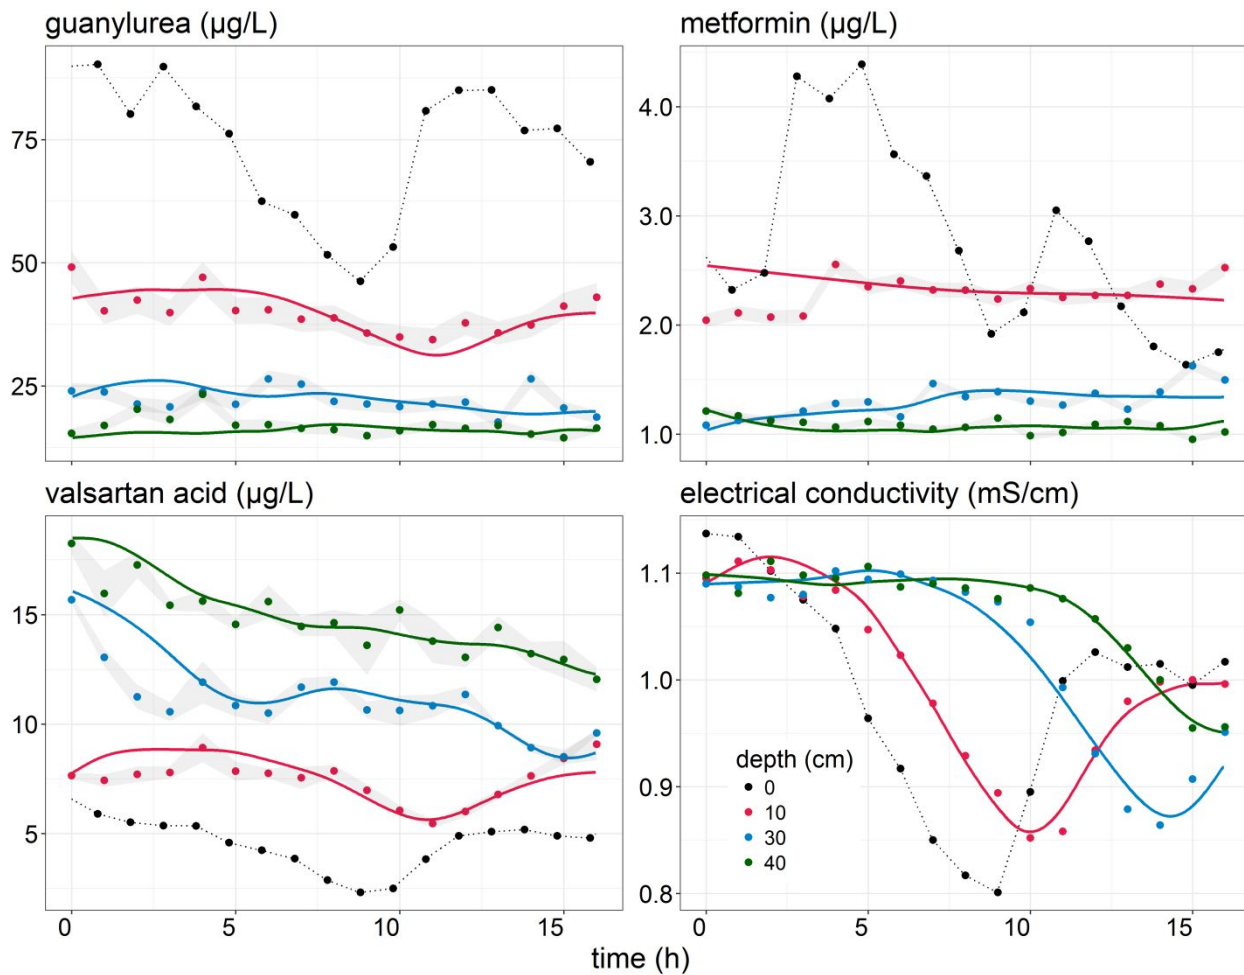 guanylurea (µg/L)
metformin (µg/L)
75
50
25
4.0
3.0
2.0
1.0
valsartan acid (µg/L)
electrical conductivity (mS/cm)
15
10
5
1.1
1.0
0.9
0.8
depth (cm)
0
10
30
40
0 5 10 15
0 5 10 15
time (h)